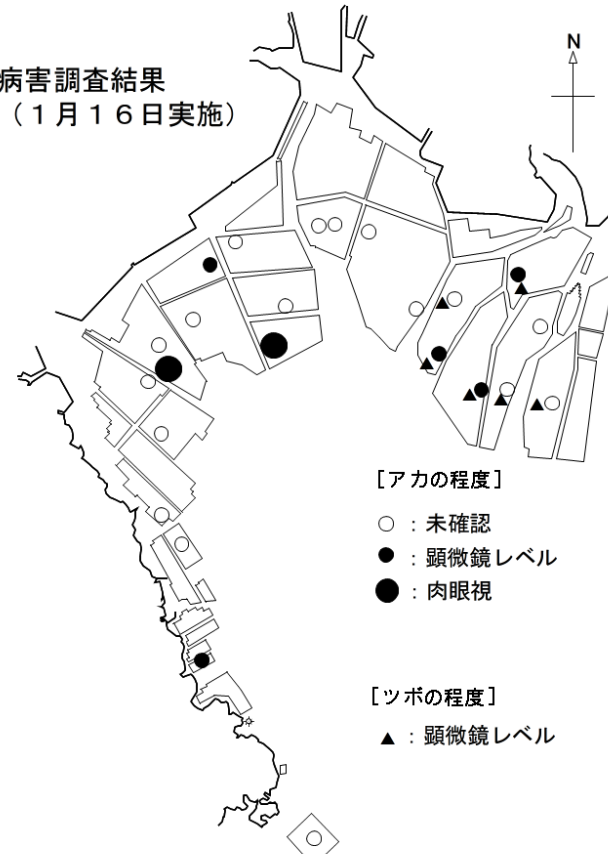 病害調査結果
（１月１６日実施）
N
［アカの程度］
○ ：未確認
● ：顕微鏡レベル
● ：肉眼視
［ツボの程度］
▲ ：顕微鏡レベル